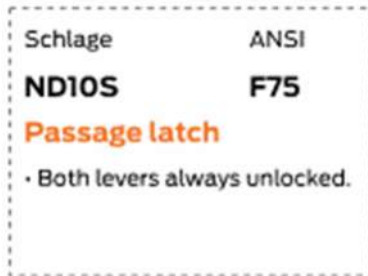 Schlage ANSI
ND10S F75
Passage latch
· Both levers always unlocked.